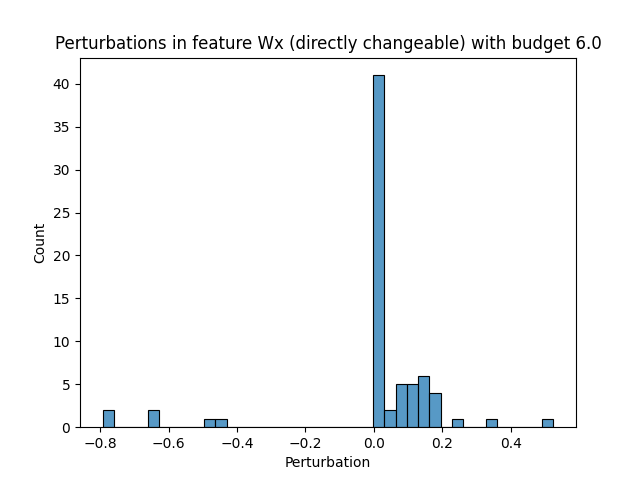 Perturbations in feature Wx (directly changeable) with budget 6.0
40
35
30
25
20
15
10
5
0
Count
−0.8 −0.6 −0.4 −0.2 0.0 0.2 0.4
Perturbation